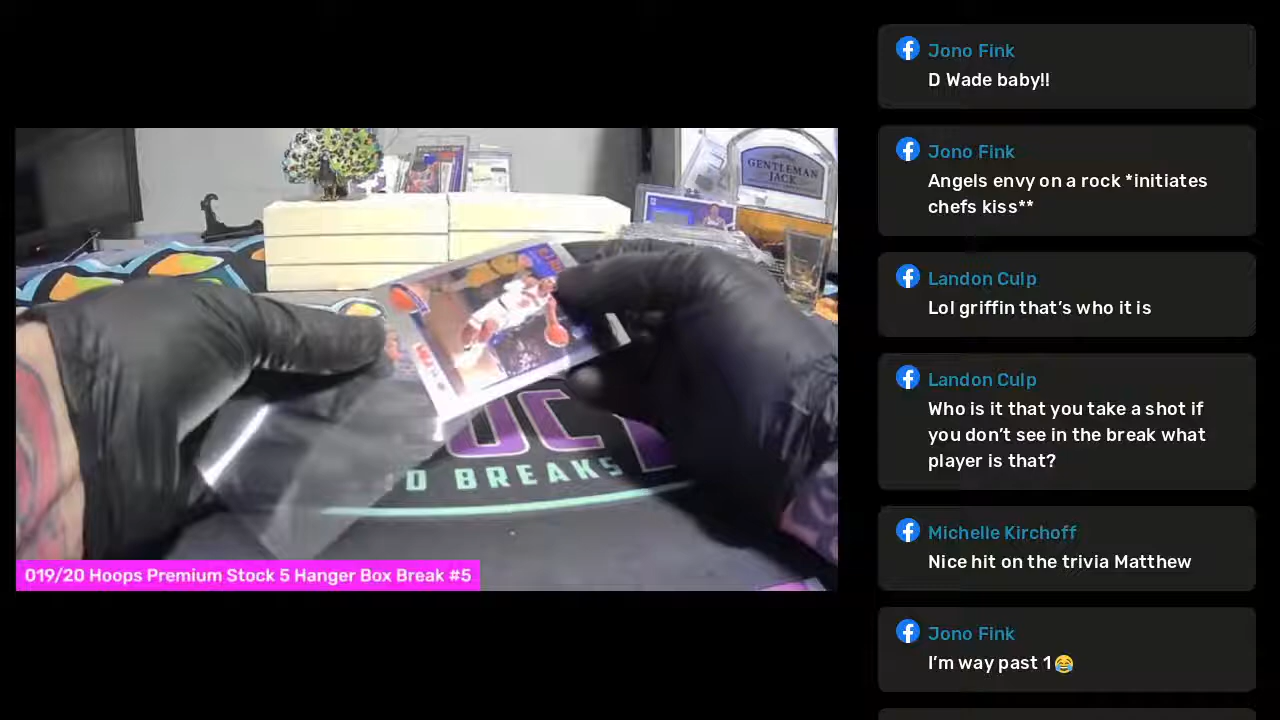 GENTLEMAN
JACK
UC
D BREAKS
019/20 Hoops Premium Stock 5 Hanger Box Break #5
Jono Fink
D Wade baby!!
Jono Fink
Angels envy on a rock *initiates
chefs kiss**
Landon Culp
Lol griffin that's who it is
Landon Culp
Who is it that you take a shot if
you don't see in the break what
player is that?
Michelle Kirchoff
Nice hit on the trivia Matthew
Jono Fink
I'm way past 1😂